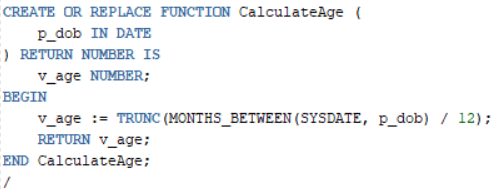 CREATE OR REPLACE FUNCTION CalculateAge (
    p_dob IN DATE
) RETURN NUMBER IS
    v_age NUMBER;
BEGIN
    v_age := TRUNC(MONTHS_BETWEEN(SYSDATE, p_dob) / 12);
    RETURN v_age;
END CalculateAge;
/